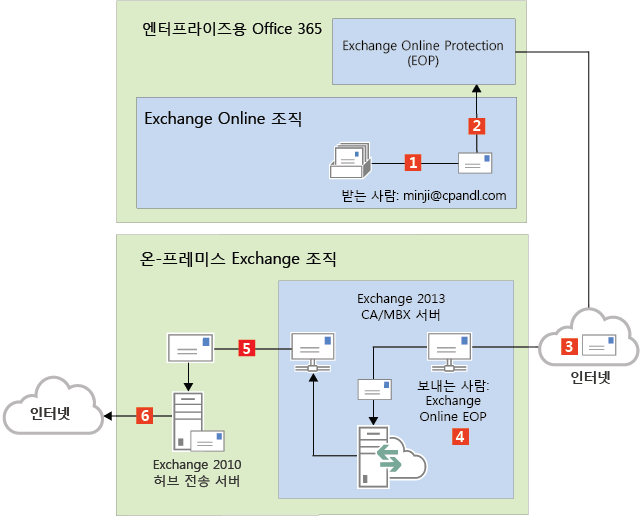 엔터프라이즈용 Office 365
Exchange Online Protection
(EOP)
Exchange Online 조직
2
1
받는 사람: minji@cpandl.com
온-프레미스 Exchange 조직
Exchange 2013
CA/MBX 서버
5
3
인터넷
보내는 사람:
Exchange
Online EOP
4
인터넷
6
Exchange 2010
허브 전송 서버